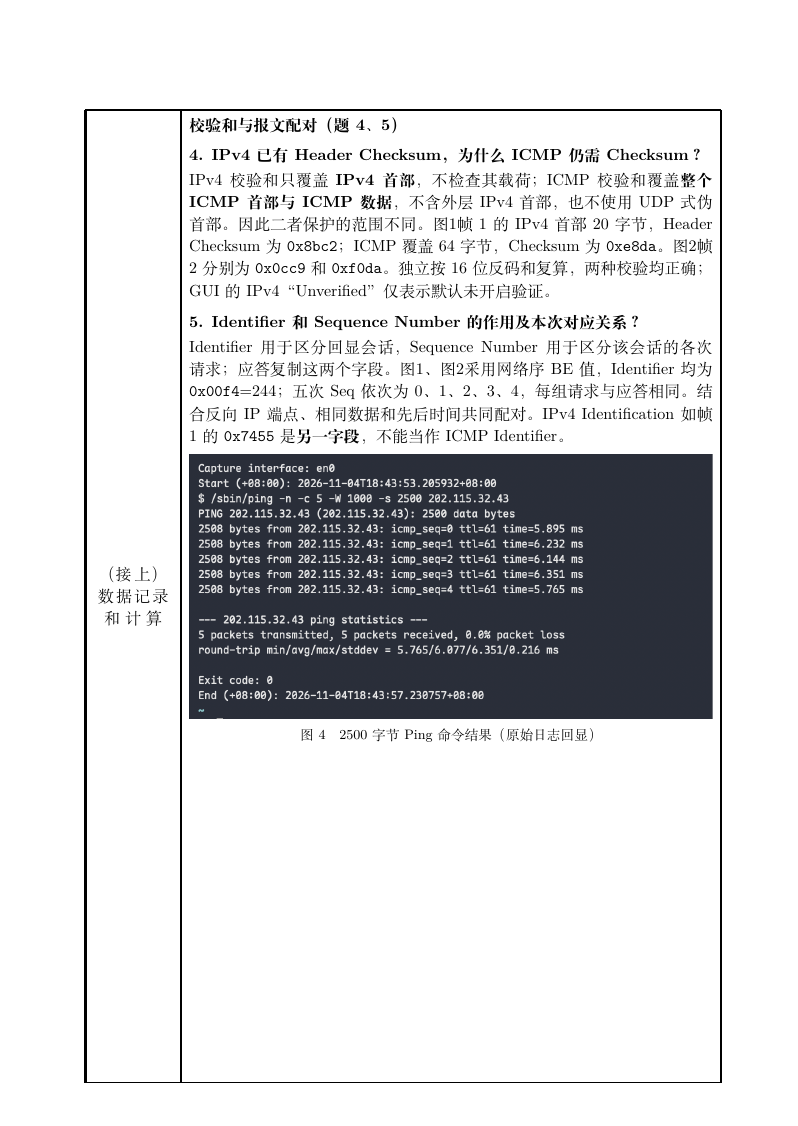 校验和与报文配对（题 4、5）
4. IPv4 已有 Header Checksum，为什么 ICMP 仍需 Checksum？
IPv4 校验和只覆盖 IPv4 首部，不检查其载荷；ICMP 校验和覆盖整个
ICMP 首部与 ICMP 数据，不含外层 IPv4 首部，也不使用 UDP 式伪
首部。因此二者保护的范围不同。图1帧 1 的 IPv4 首部 20 字节，Header
Checksum 为 0x8bc2；ICMP 覆盖 64 字节，Checksum 为 0xe8da。图2帧
2 分别为 0x0cc9 和 0xf0da。独立按 16 位反码和复算，两种校验均正确；
GUI 的 IPv4 “Unverified” 仅表示默认未开启验证。
5. Identifier 和 Sequence Number 的作用及本次对应关系？
Identifier 用于区分回显会话，Sequence Number 用于区分该会话的各次
请求；应答复制这两个字段。图1、图2采用网络序 BE 值，Identifier 均为
0x00f4=244；五次 Seq 依次为 0、1、2、3、4，每组请求与应答相同。结
合反向 IP 端点、相同数据和先后时间共同配对。IPv4 Identification 如帧
1 的 0x7455 是另一字段，不能当作 ICMP Identifier。
（接上）
数据记录
和 计 算
Capture interface: en0
Start (+08:00): 2026-11-04T18:43:53.205932+08:00
$ /sbin/ping -n -c 5 -W 1000 -s 2500 202.115.32.43
PING 202.115.32.43 (202.115.32.43): 2500 data bytes
2508 bytes from 202.115.32.43: icmp_seq=0 ttl=61 time=5.895 ms
2508 bytes from 202.115.32.43: icmp_seq=1 ttl=61 time=6.232 ms
2508 bytes from 202.115.32.43: icmp_seq=2 ttl=61 time=6.144 ms
2508 bytes from 202.115.32.43: icmp_seq=3 ttl=61 time=6.351 ms
2508 bytes from 202.115.32.43: icmp_seq=4 ttl=61 time=5.765 ms
--- 202.115.32.43 ping statistics ---
5 packets transmitted, 5 packets received, 0.0% packet loss
round-trip min/avg/max/stddev = 5.765/6.077/6.351/0.216 ms
Exit code: 0
End (+08:00): 2026-11-04T18:43:57.230757+08:00
~
图 4 2500 字节 Ping 命令结果（原始日志回显）